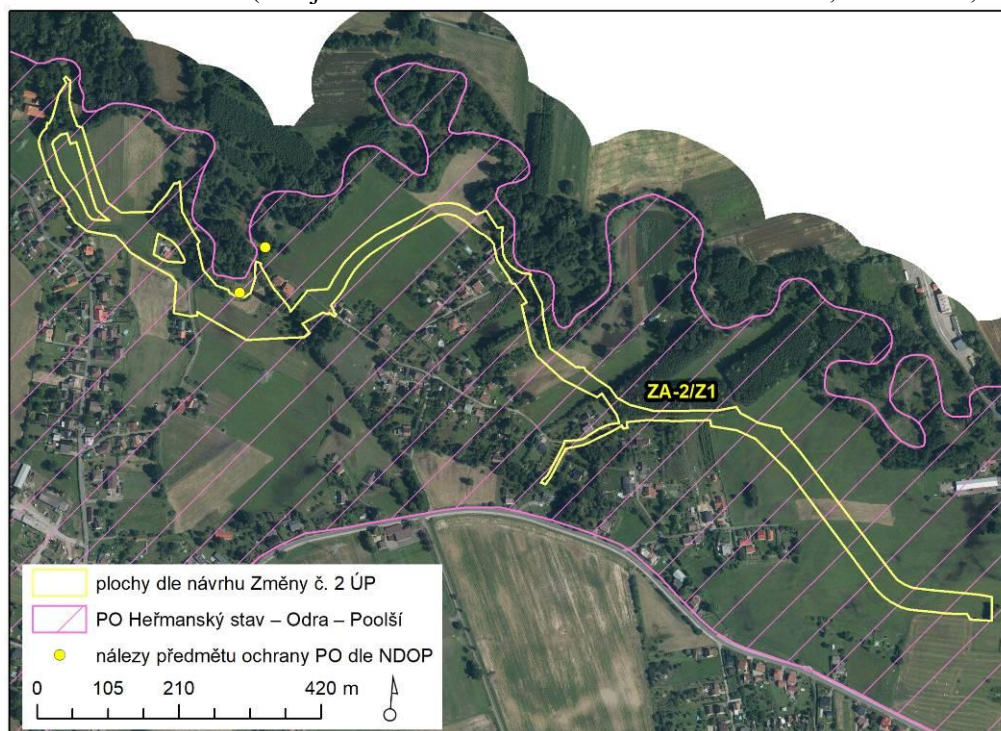 ZA-2/Z1
plochy dle návrhu Změny č. 2 ÚP
PO Heřmanský stav – Odra – Poolší
nálezy předmětu ochrany PO dle NDOP
0 105 210 420 m